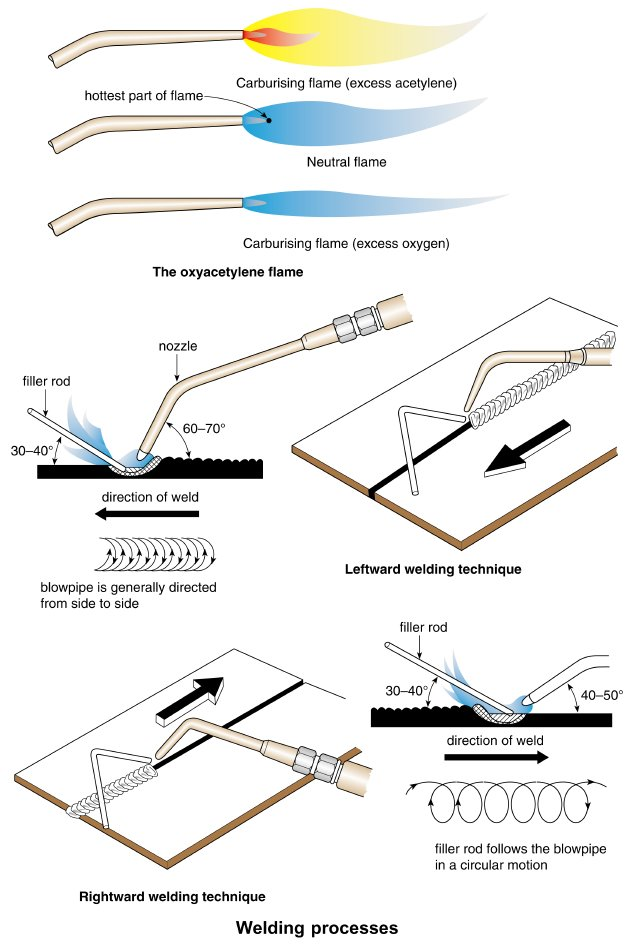 Carburising flame (excess acetylene)
hottest part of flame
Neutral flame
Carburising flame (excess oxygen)
The oxyacetylene flame
nozzle
filler rod
60–70°
30–40°
direction of weld
blowpipe is generally directed
from side to side
Leftward welding technique
filler rod
30–40°
40–50°
direction of weld
filler rod follows the blowpipe
in a circular motion
Rightward welding technique
Welding processes